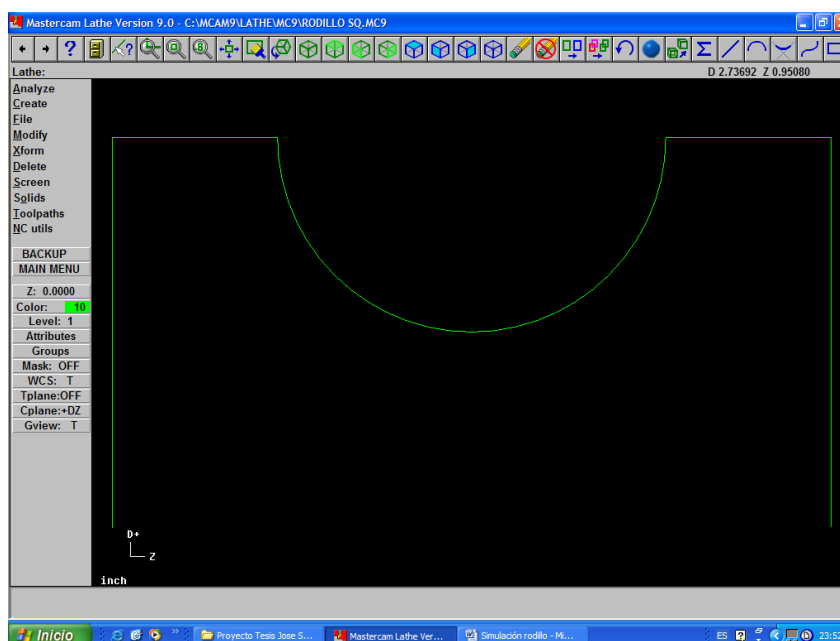 Mastercam Lathe Version 9.0 - C:\MCAM9\LATHE\MC9\RODILLO SQ.MC9
Lathe:
D 2.73692 Z 0.95080
Analyze
Create
File
Modify
Xform
Delete
Screen
Solids
Toolpaths
NC utils
BACKUP
MAIN MENU
Z: 0.0000
Color: 10
Level: 1
Attributes
Groups
Mask: OFF
WCS: T
Tplane:OFF
Cplane:+DZ
Gview: T
D+
Z
inch
Inicio
Proyecto Tesis Jose S...
Mastercam Lathe Ver...
Simulación rodillo - Mi...
ES